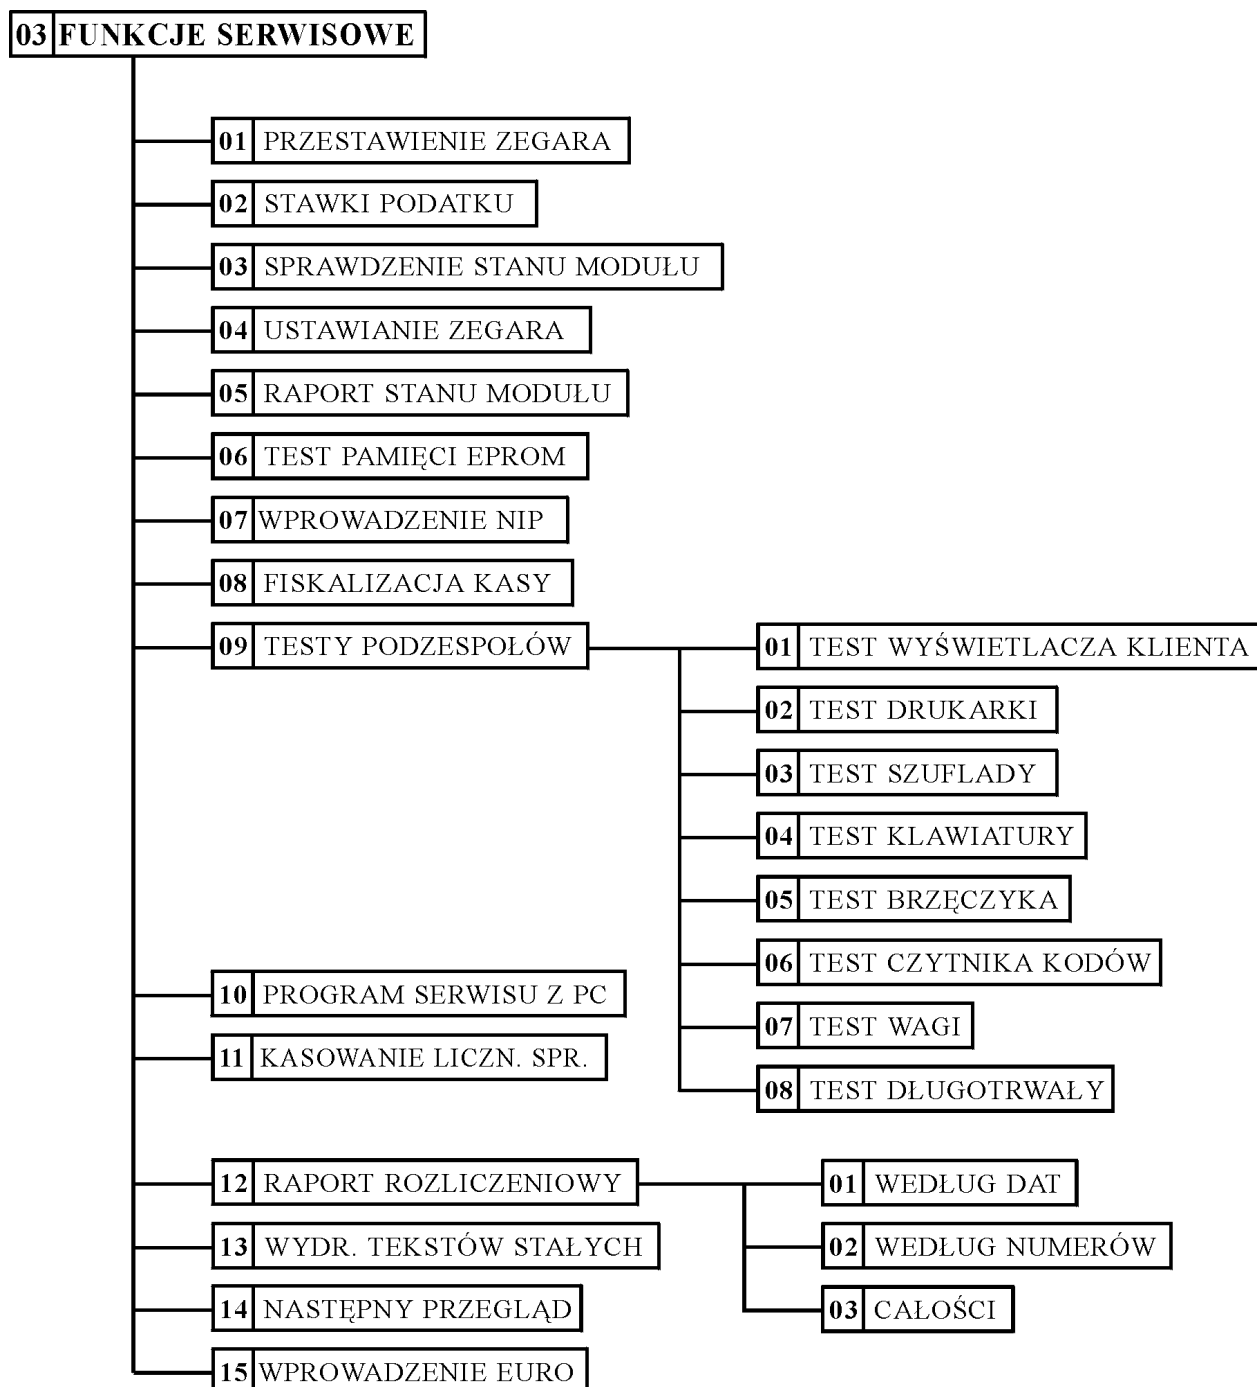 03 FUNKCJE SERWISOWE
01 PRZESTAWIENIE ZEGARA
02 STAWKI PODATKU
03 SPRAWDZENIE STANU MODUŁU
04 USTAWIANIE ZEGARA
05 RAPORT STANU MODUŁU
06 TEST PAMIĘCI EPROM
07 WPROWADZENIE NIP
08 FISKALIZACJA KASY
09 TESTY PODZESPOŁÓW
01 TEST WYŚWIETLACZA KLIENTA
02 TEST DRUKARKI
03 TEST SZUFLADY
04 TEST KLAWIATURY
05 TEST BRZĘCZYKA
06 TEST CZYTNIKA KODÓW
07 TEST WAGI
08 TEST DŁUGOTRWAŁY
10 PROGRAM SERWISU Z PC
11 KASOWANIE LICZN. SPR.
12 RAPORT ROZLICZENIOWY
01 WEDŁUG DAT
02 WEDŁUG NUMERÓW
03 CAŁOŚCI
13 WYDR. TEKSTÓW STAŁYCH
14 NASTĘPNY PRZEGLĄD
15 WPROWADZENIE EURO